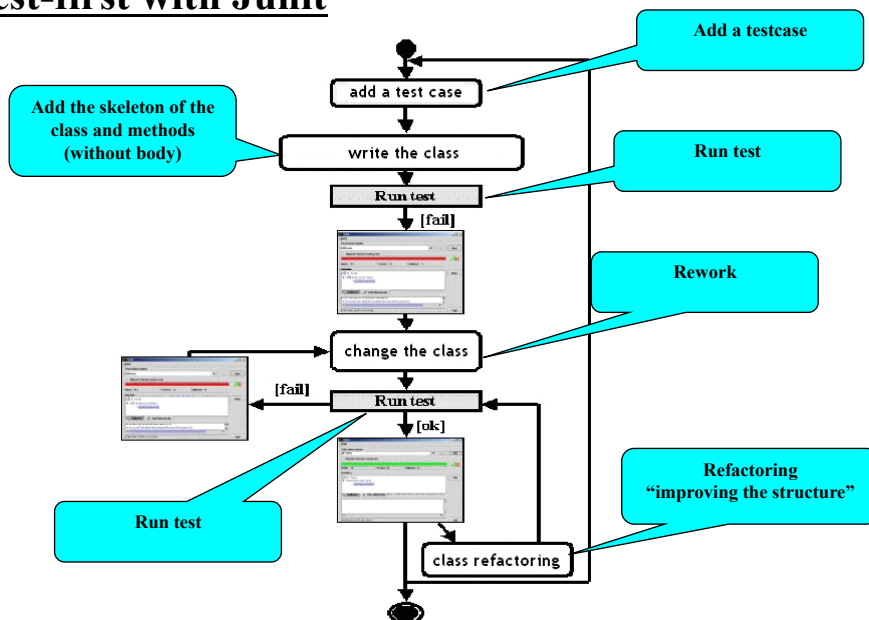 est-first with Junit
Add a testcase
add a test case
Add the skeleton of the
class and methods
(without body)
write the class
Run test
Run test
[fail]
Rework
change the class
[fail]
Run test
[ok]
Refactoring
“improving the structure”
Run test
class refactoring